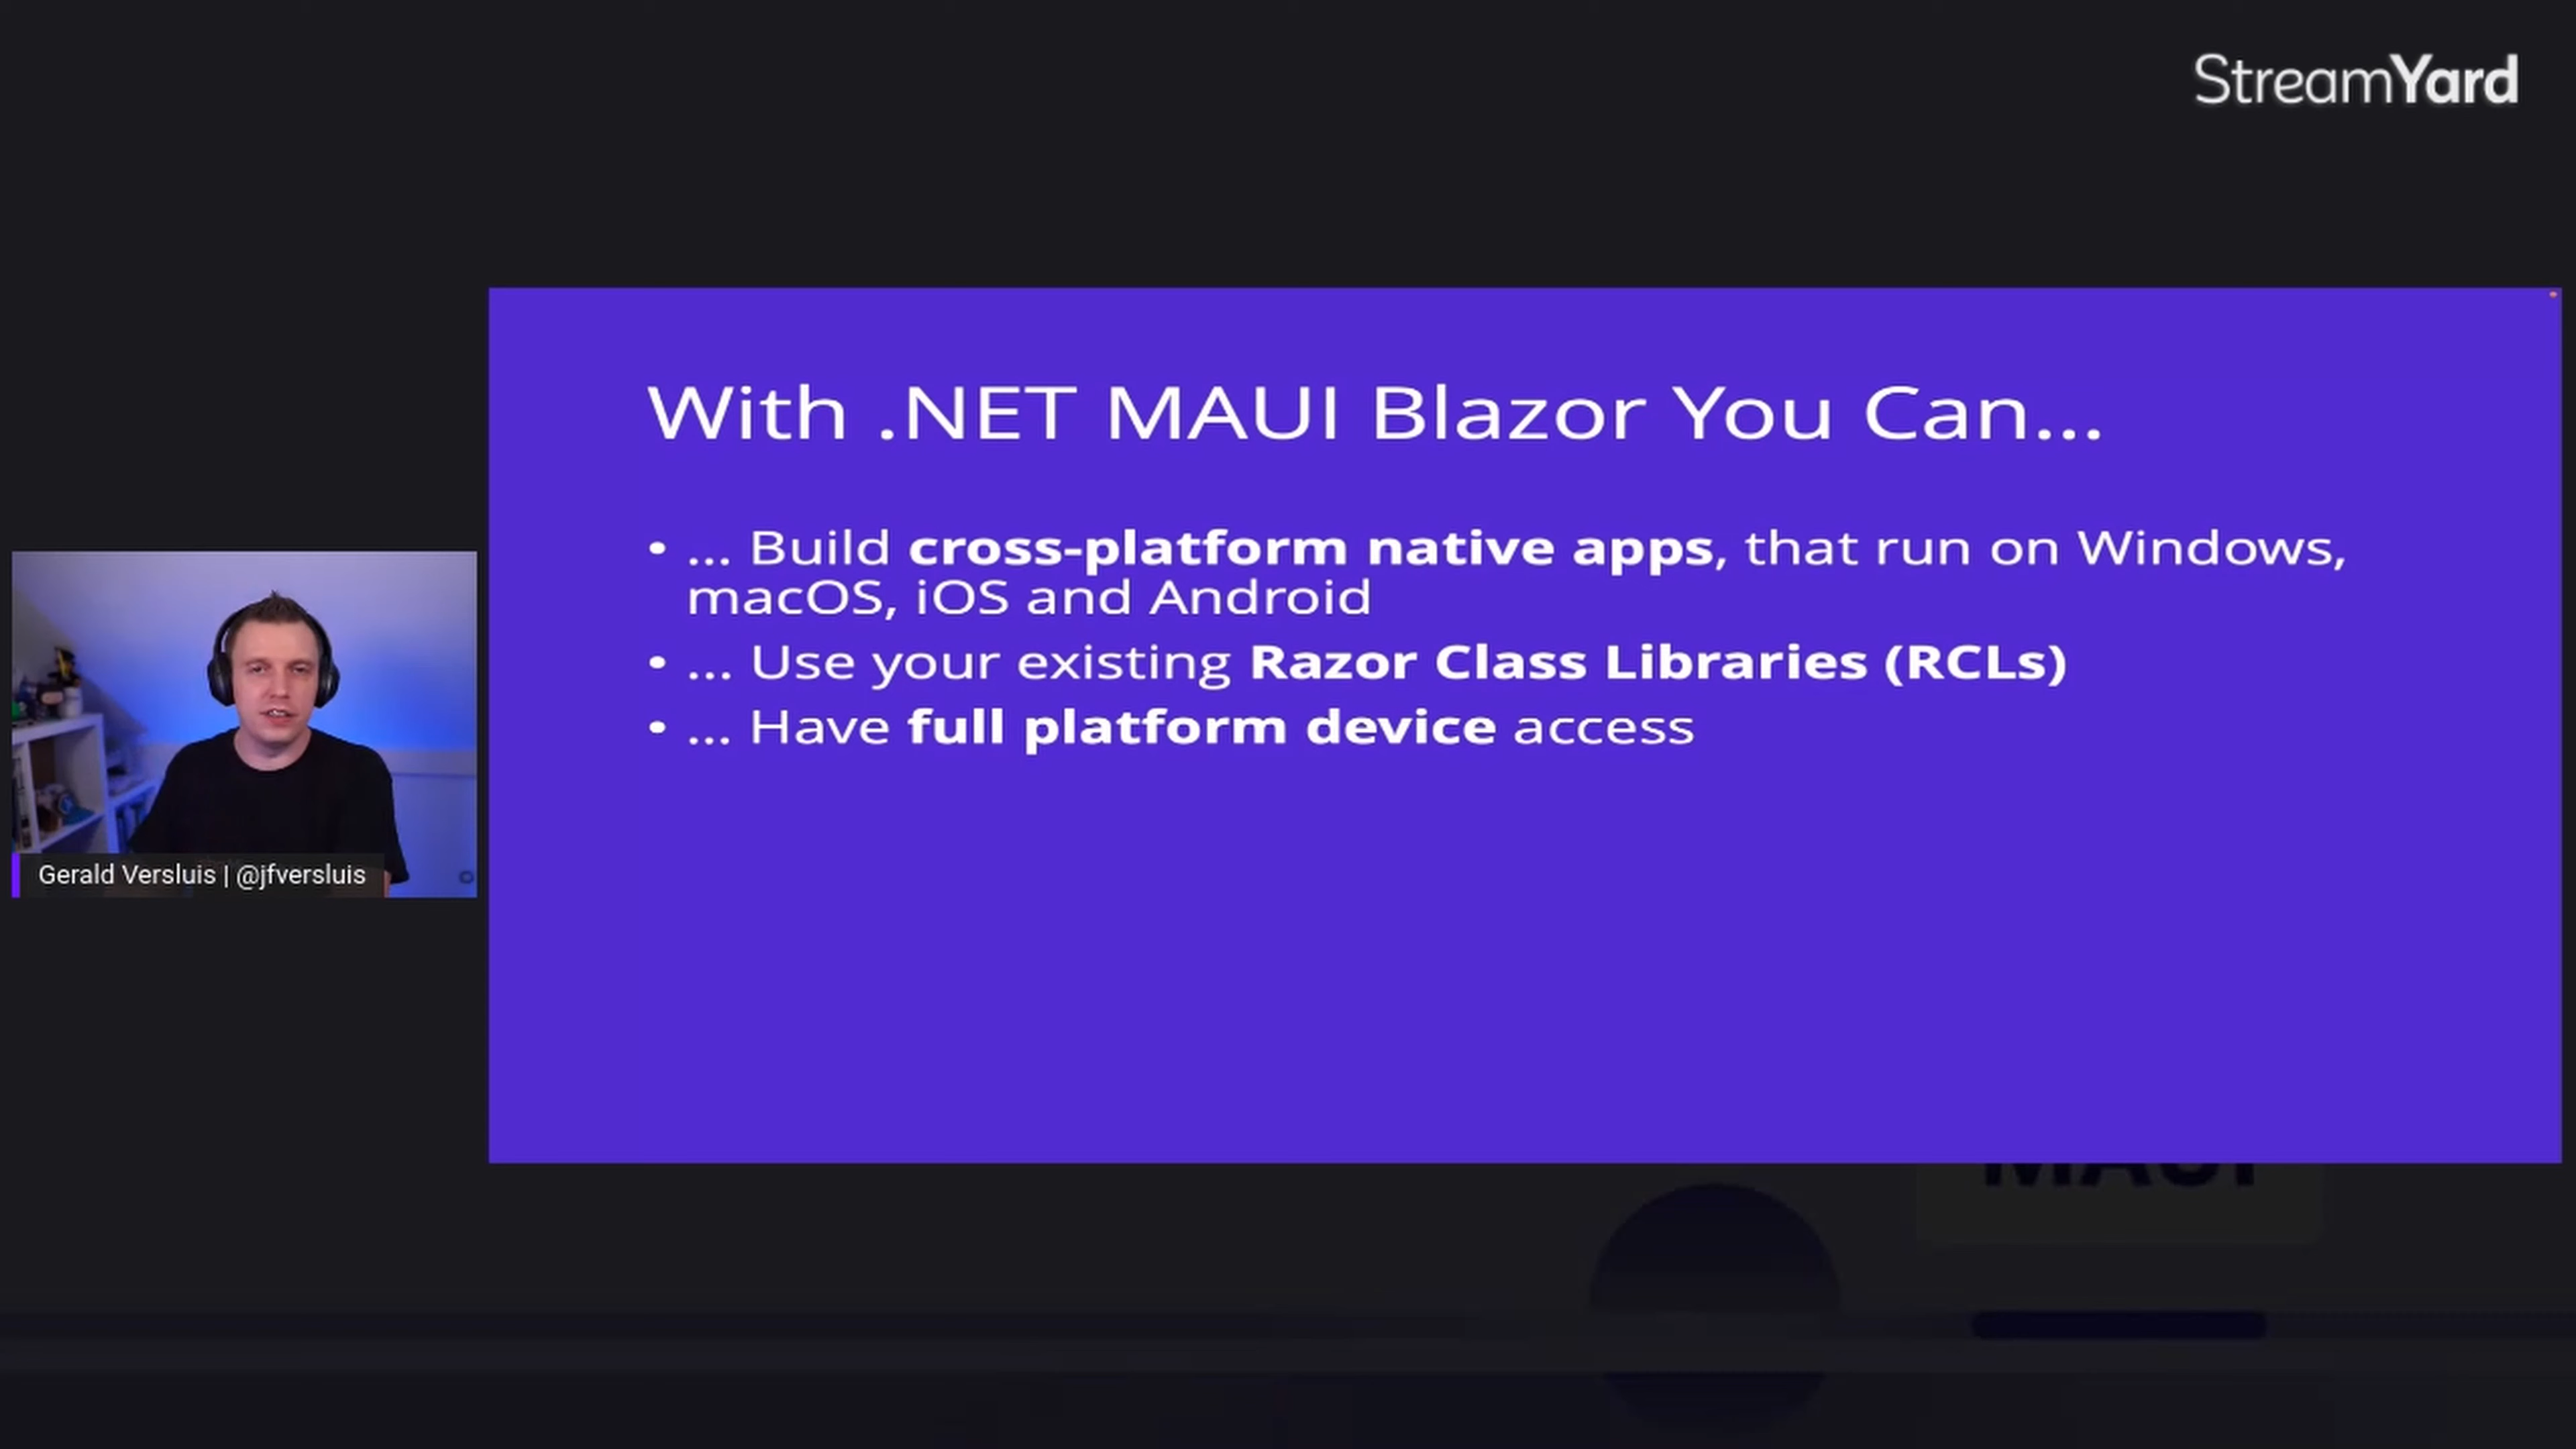 StreamYard
With .NET MAUI Blazor You Can...
• ... Build cross-platform native apps, that run on Windows,
macOS, iOS and Android
• ... Use your existing Razor Class Libraries (RCLs)
• ... Have full platform device access
Gerald Versluis | @jfversluis
MAUI